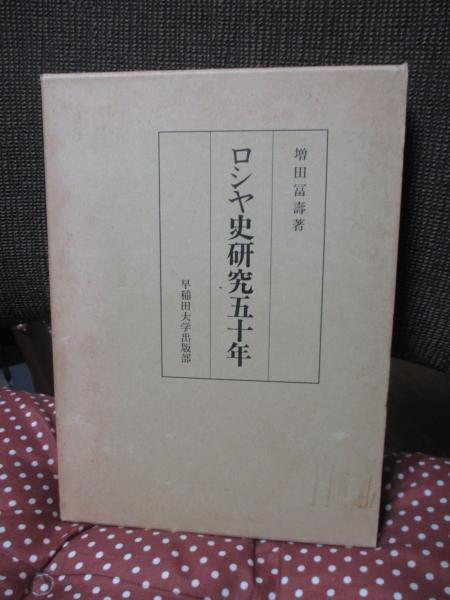 増田冨壽著
ロシヤ史研究五十年
早稲田大学出版部